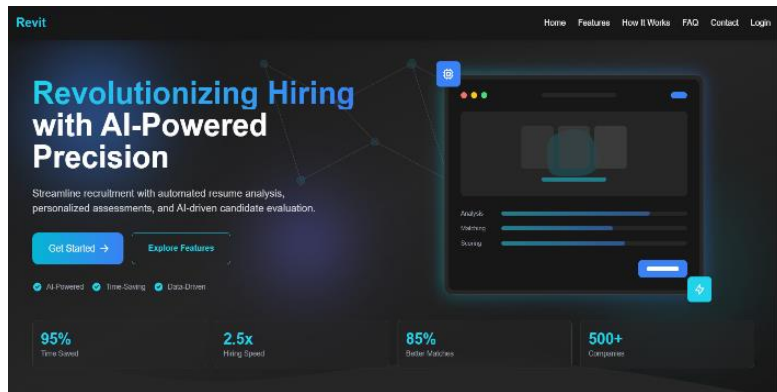 Revit
Home Features How It Works FAQ Contact Login
Revolutionizing Hiring
with AI-Powered
Precision
Streamline recruitment with automated resume analysis,
personalized assessments, and AI-driven candidate evaluation.
Get Started →
Explore Features
AI-Powered Time-Saving Data-Driven
Analysis
Matching
Scoring
95%
Time Saved
2.5x
Hiring Speed
85%
Better Matches
500+
Companies